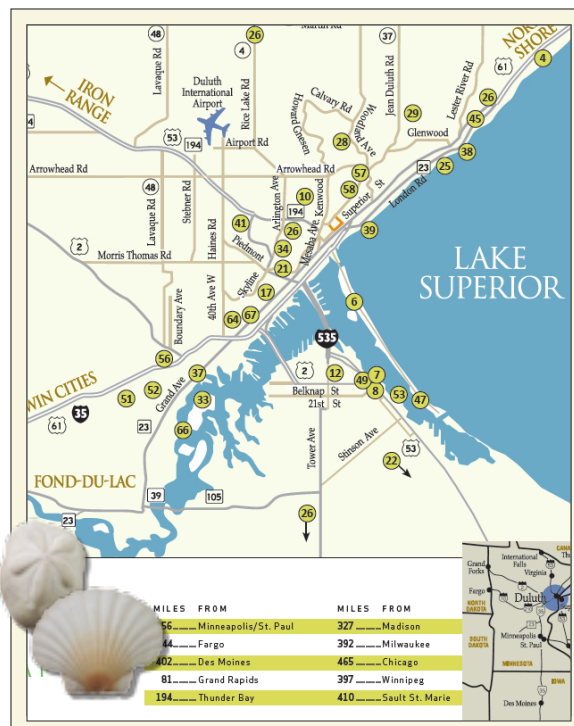 NOR
SHORE
61
4
48
26
4
37
Martin Rd
Lavaque Rd
Rice Lake Rd
Jean Duluth Rd
Lester River Rd
26
IRON
RANGE
Duluth
International
Airport
Calvary Rd
Howard Gnesen
Woodland Ave
29
45
Glenwood
53
194
Airport Rd
28
38
Arrowhead Rd
Arrowhead Rd
57
23
25
London Rd
48
Stebner Rd
Arlington Ave
10
Kenwood
58
Superior St
194
Lavaque Rd
Haines Rd
41
26
Mesaba Ave.
39
2
Piedmont
34
LAKE
SUPERIOR
Morris Thomas Rd
21
Skyline
17
6
Boundary Ave
40th Ave W
64
67
535
56
2
12
7
49
37
8
53
47
WIN CITIES
51
52
Grand Ave
33
Belknap St
21st St
35
61
23
66
Tower Ave
Stinson Ave
53
22
FOND-DU-LAC
39
105
26
23
MILES FROM
MILES FROM
56 Minneapolis/St. Paul
327 Madison
44 Fargo
392 Milwaukee
402 Des Moines
465 Chicago
81 Grand Rapids
397 Winnipeg
194 Thunder Bay
410 Sault St. Marie
CANA
Th
International
Falls
Grand
Forks
Virginia
Fargo
Duluth
NORTH
DAKOTA
SOUTH
DAKOTA
Minneapolis
St. Paul
MINNESOTA
IOWA
Des Moines